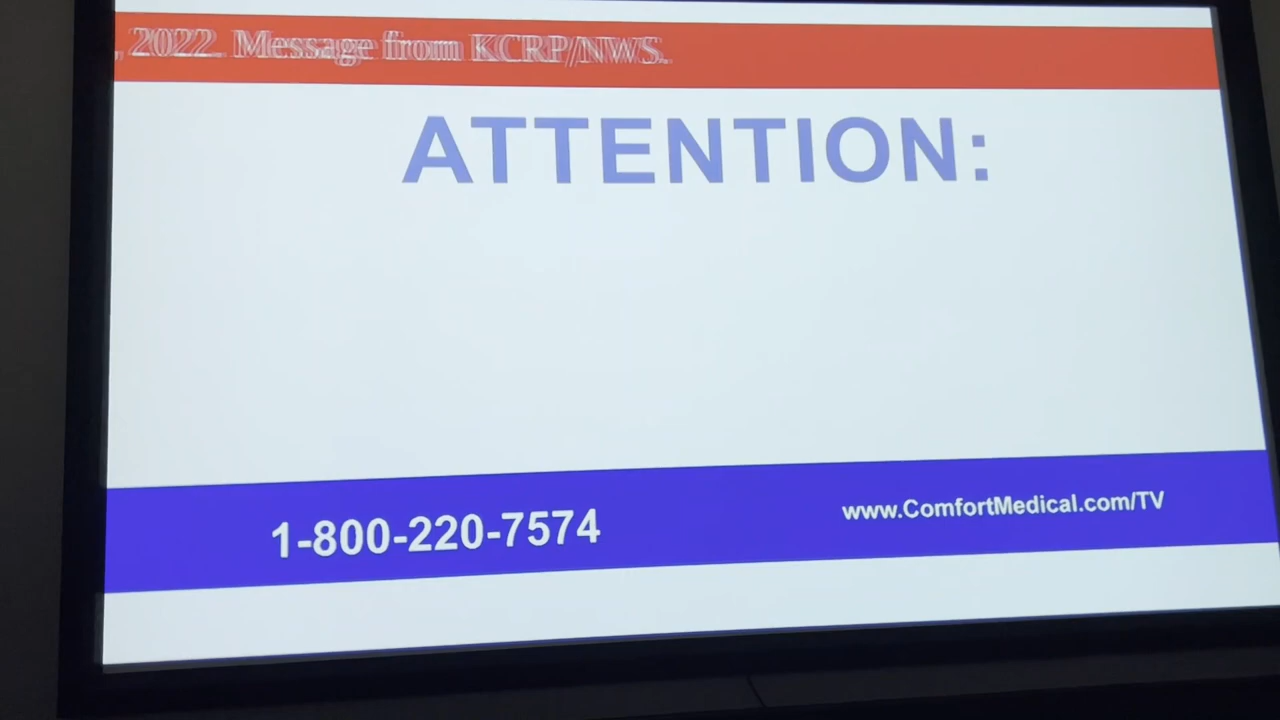 , 2022. Message from KCRP/NWS.
ATTENTION:
1-800-220-7574
www.ComfortMedical.com/TV